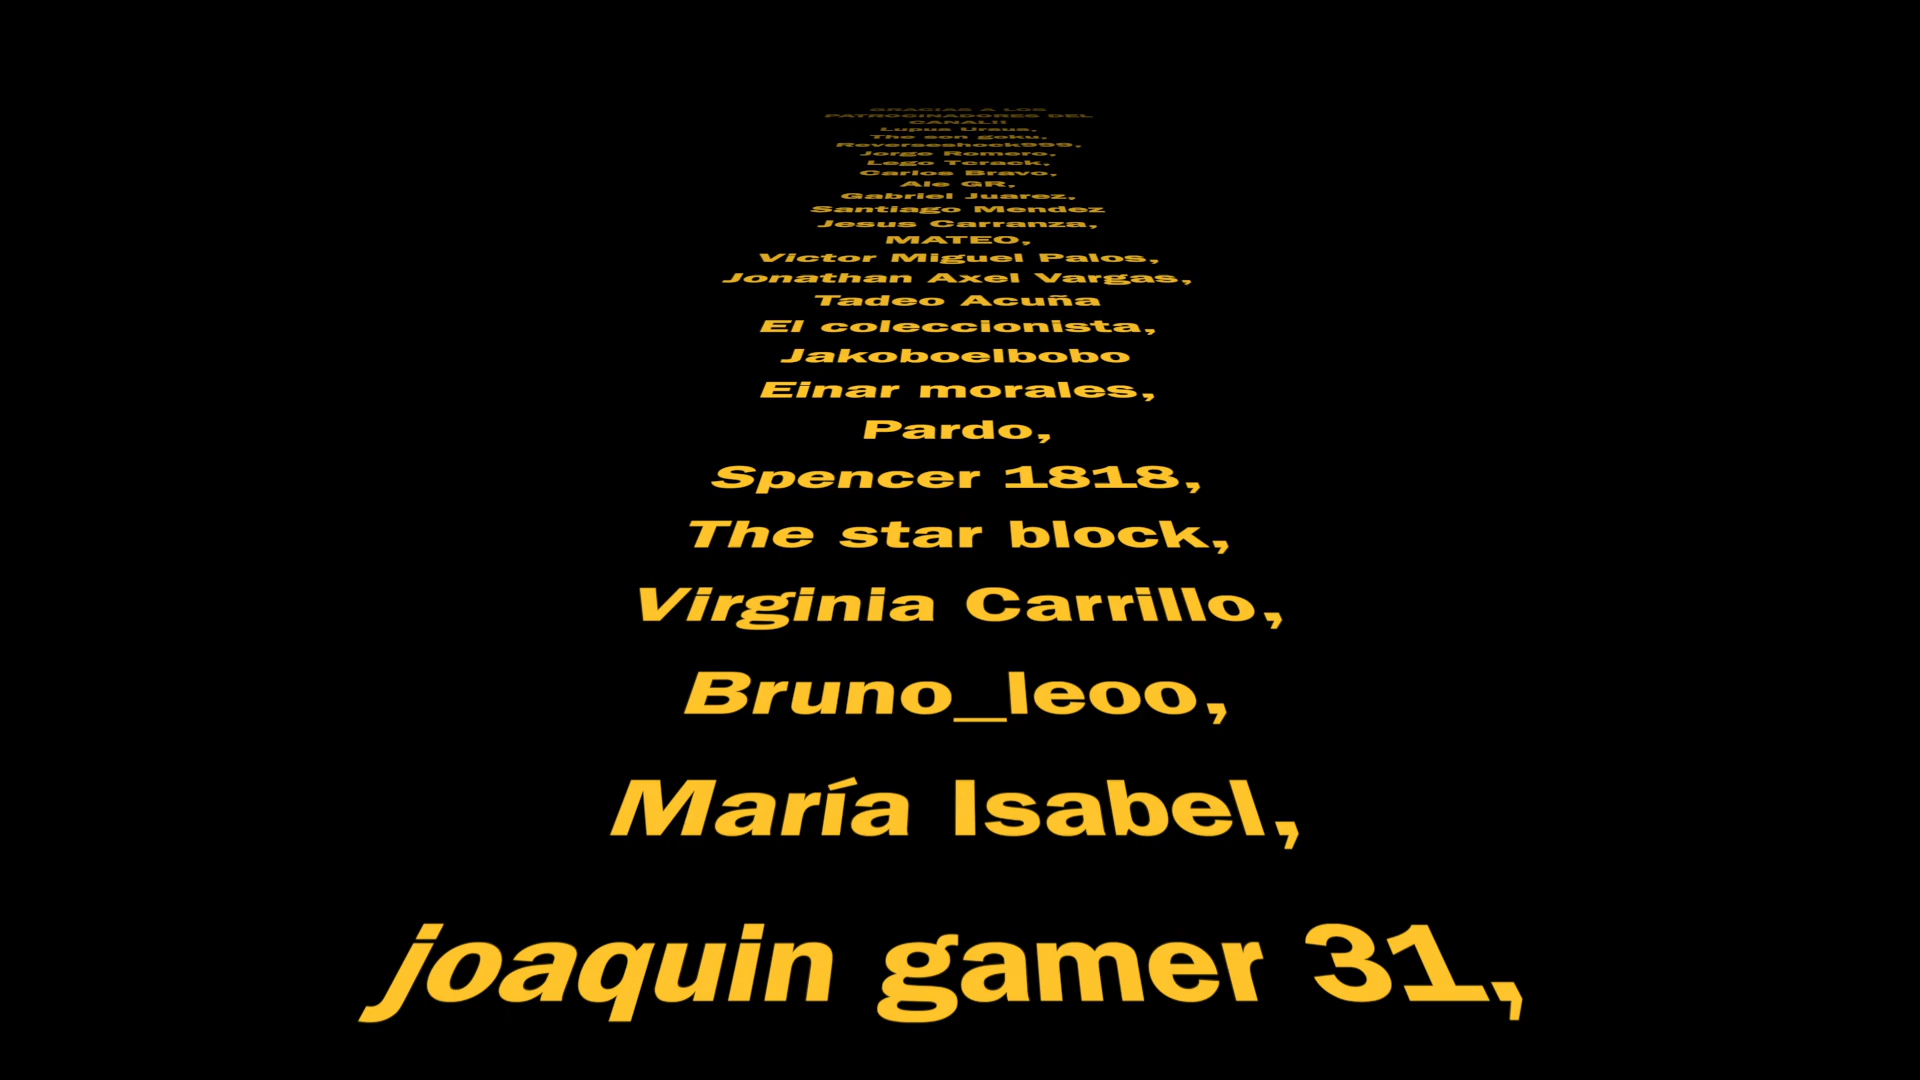 GRACIAS A LOS
PATROCINADORES DEL
CANAL!!
Lupus Ursus,
The son goku,
Reverseshock999,
Jorge Romero,
Lego Tcrack,
Carlos Bravo,
Ale GR,
Gabriel Juarez,
Santiago Mendez
Jesus Carranza,
MATEO,
Victor Miguel Palos,
Jonathan Axel Vargas,
Tadeo Acuña
El coleccionista,
Jakoboelbobo
Einar morales,
Pardo,
Spencer 1818,
The star block,
Virginia Carrillo,
Bruno_leoo,
María Isabel,
joaquin gamer 31,